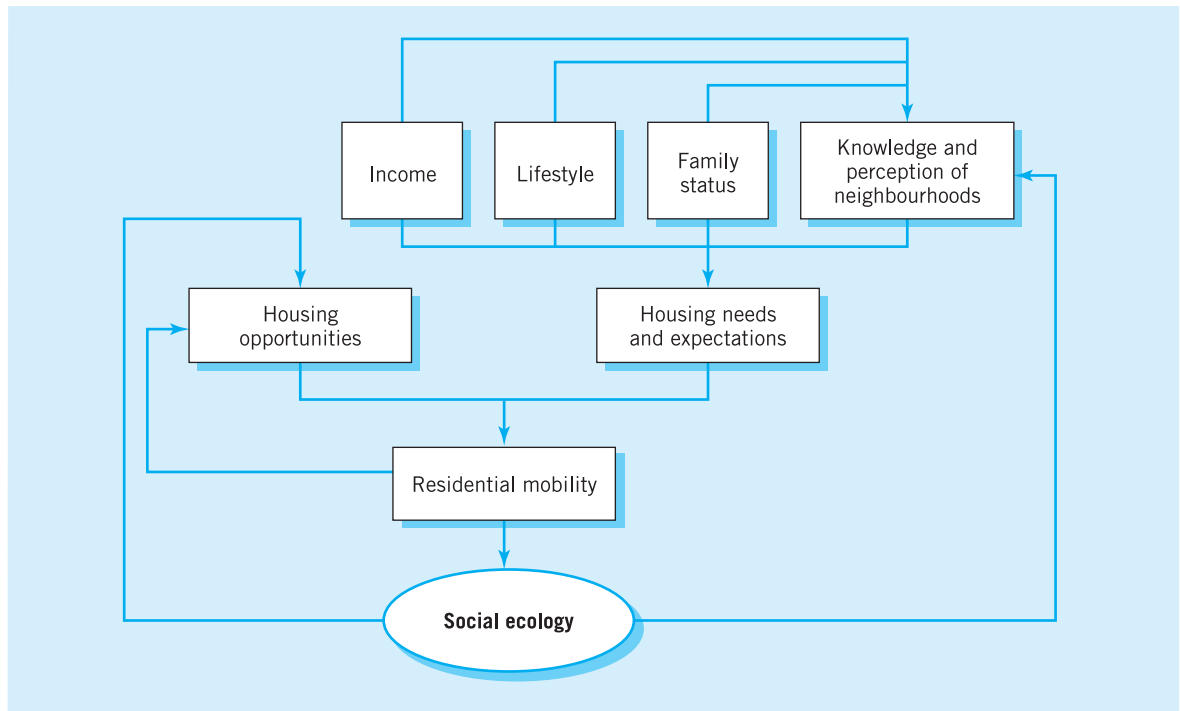 Income
Lifestyle
Family
status
Knowledge and
perception of
neighbourhoods
Housing
opportunities
Housing needs
and expectations
Residential mobility
Social ecology